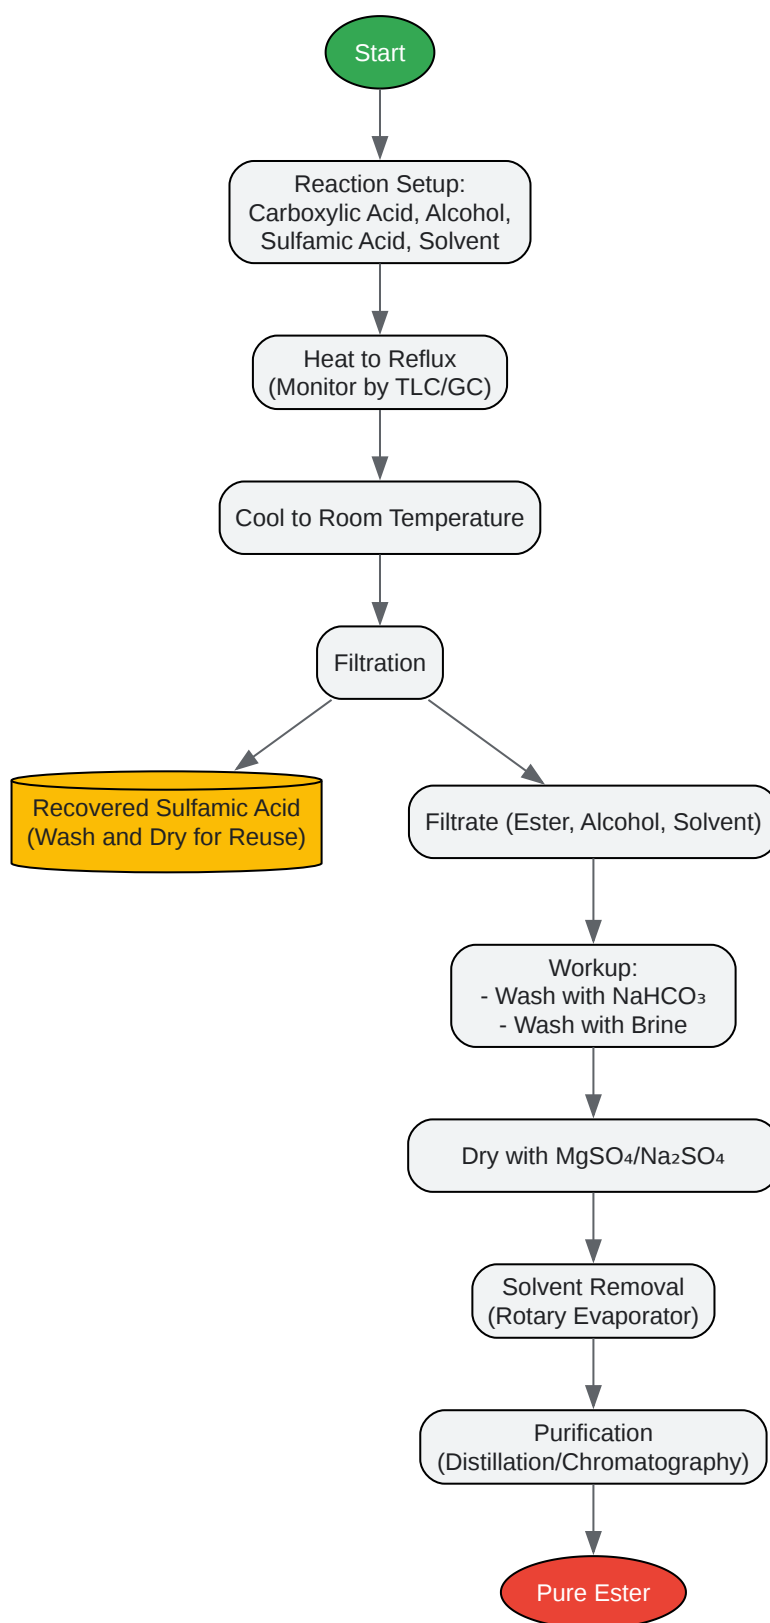 Start
Reaction Setup:
Carboxylic Acid, Alcohol,
Sulfamic Acid, Solvent
Heat to Reflux
(Monitor by TLC/GC)
Cool to Room Temperature
Filtration
Recovered Sulfamic Acid
(Wash and Dry for Reuse)
Filtrate (Ester, Alcohol, Solvent)
Workup:
- Wash with NaHCO₃
- Wash with Brine
Dry with MgSO₄/Na₂SO₄
Solvent Removal
(Rotary Evaporator)
Purification
(Distillation/Chromatography)
Pure Ester